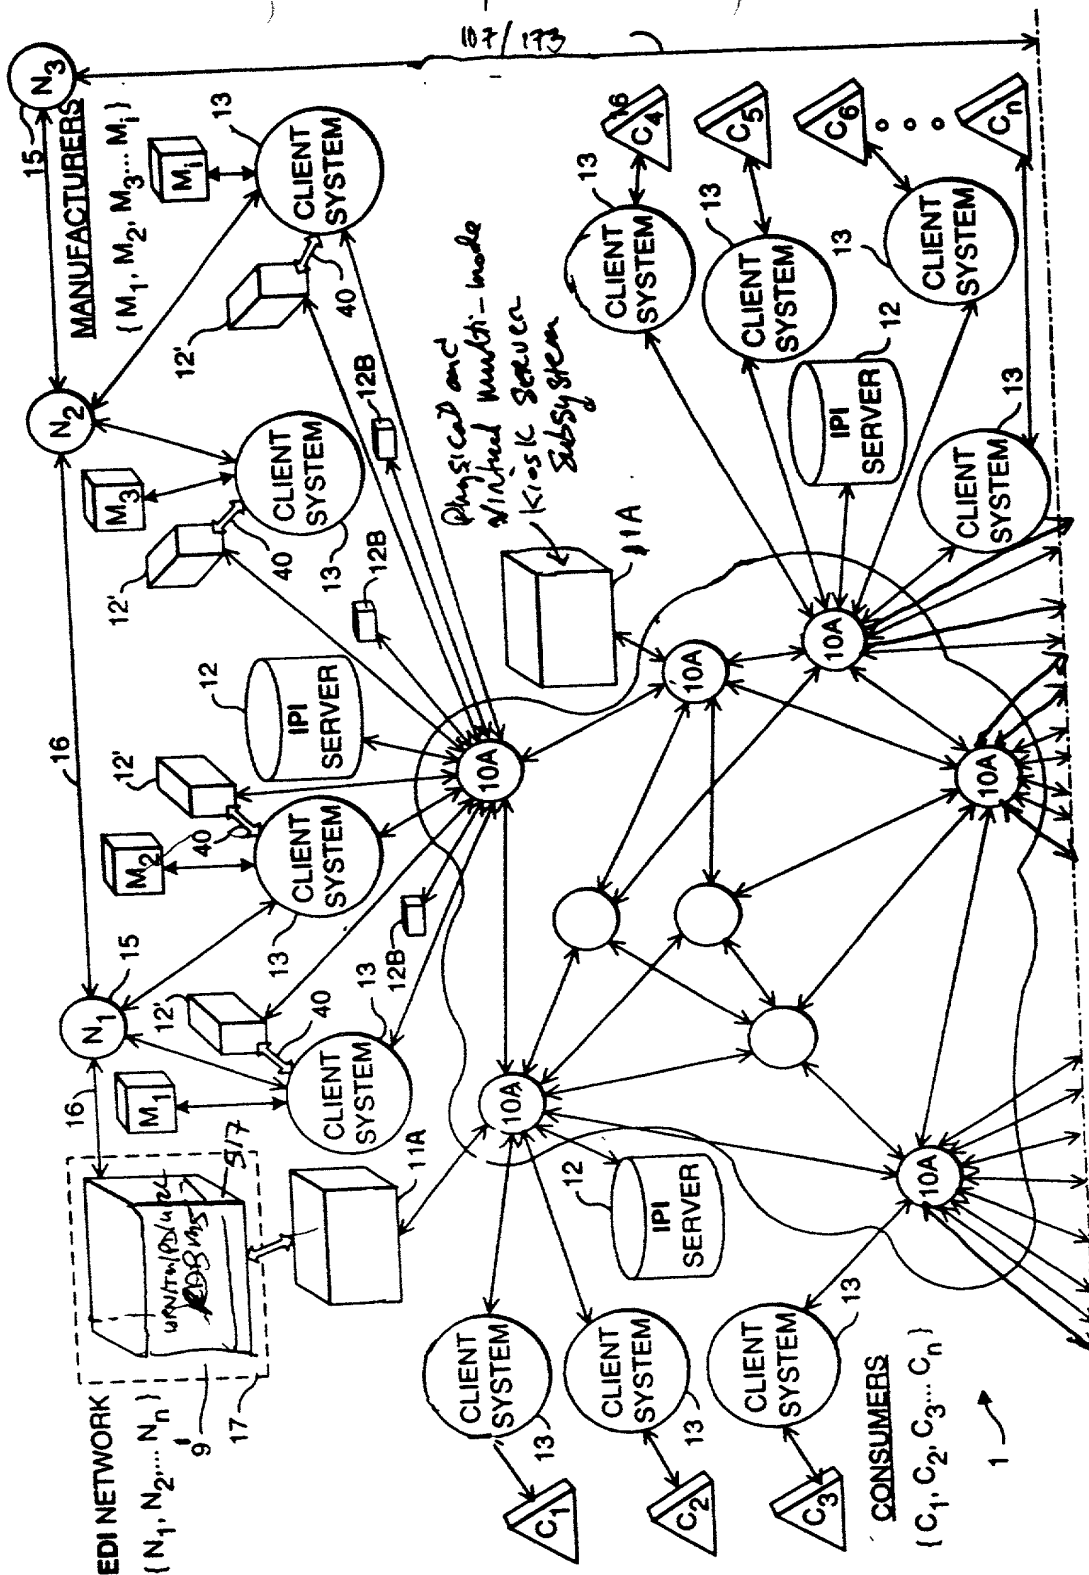 EDI NETWORK
{ N1, N2,... Nn }
9'
17
517
RDBMS
16
N1
15
16
N2
15
N3
MANUFACTURERS
{ M1, M2, M3... Mi }
107/173
M1
12'
40
CLIENT SYSTEM
13
11A
M2
12'
40
CLIENT SYSTEM
13
12
IPI SERVER
12B
12B
12B
M3
12'
40
CLIENT SYSTEM
13
Mi
12'
40
CLIENT SYSTEM
13
Physical and
virtual multi-mode
kiosk server
subsystem
11A
10A
10A
10A
10A
10A
10A
CLIENT SYSTEM
13
C1
CLIENT SYSTEM
13
C2
CLIENT SYSTEM
13
C3
12
IPI SERVER
CLIENT SYSTEM
13
C4
CLIENT SYSTEM
13
C5
CLIENT SYSTEM
13
C6
12
IPI SERVER
CLIENT SYSTEM
13
Cn
CONSUMERS
{ C1, C2, C3... Cn }
1